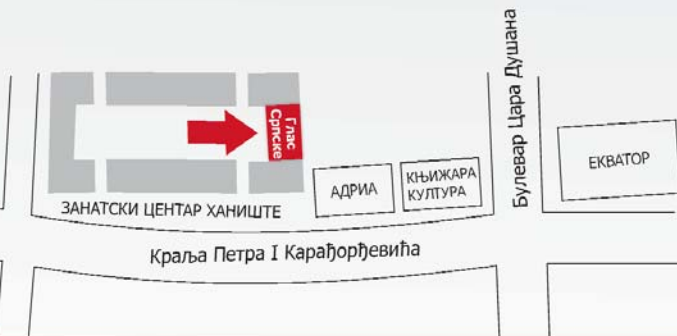 Булевар Цара Душана
Глас
Српске
ЕКВАТОР
АДРИА
КЊИЖАРА
КУЛТУРА
ЗАНАТСКИ ЦЕНТАР ХАНИШТЕ
Краља Петра I Карађорђевића